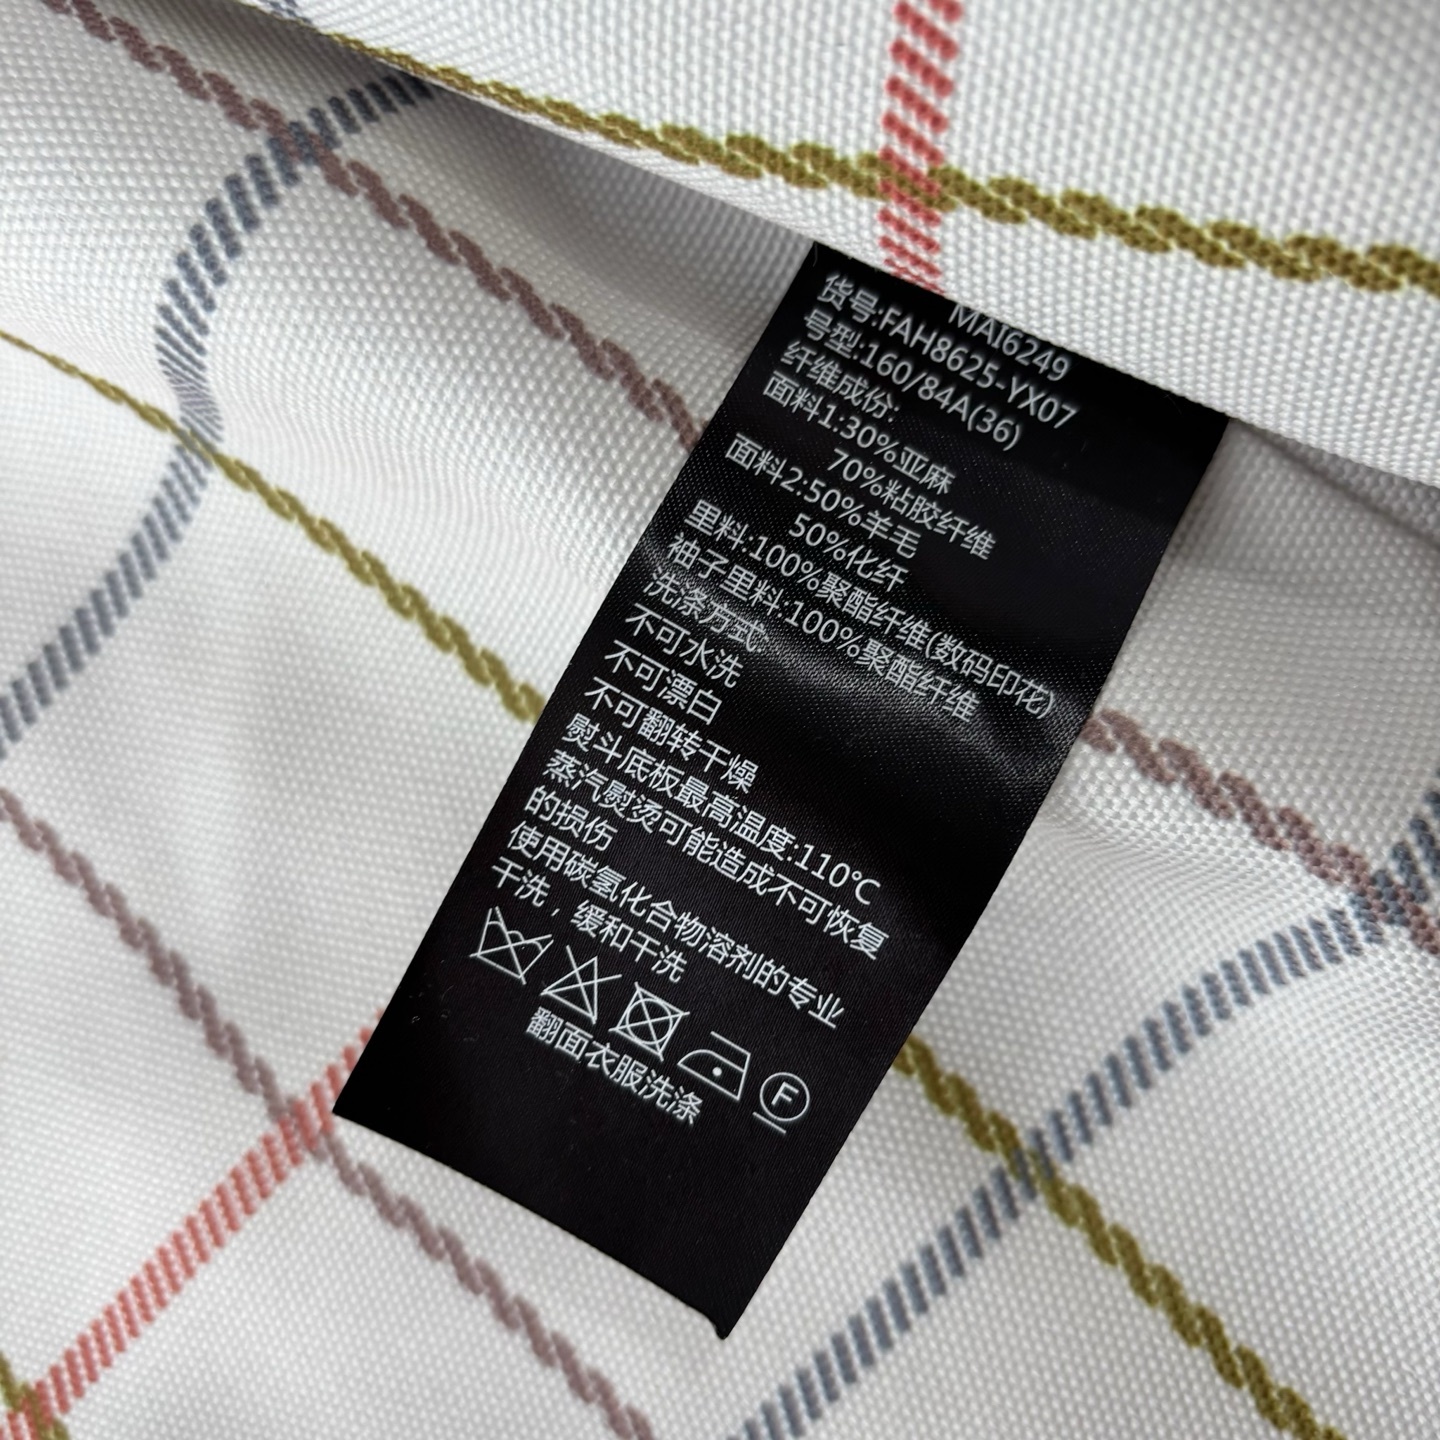 MAI6249
货号:FAH8625-YX07
号型:160/84A(36)
纤维成份:
面料1:30%亚麻
70%粘胶纤维
面料2:50%羊毛
50%化纤
里料:100%聚酯纤维(数码印花)
袖子里料:100%聚酯纤维
洗涤方式:
不可水洗
不可漂白
不可翻转干燥
熨斗底板最高温度:110℃
蒸汽熨烫可能造成不可恢复
的损伤
使用碳氢化合物溶剂的专业
干洗，缓和干洗
F
翻面衣服洗涤